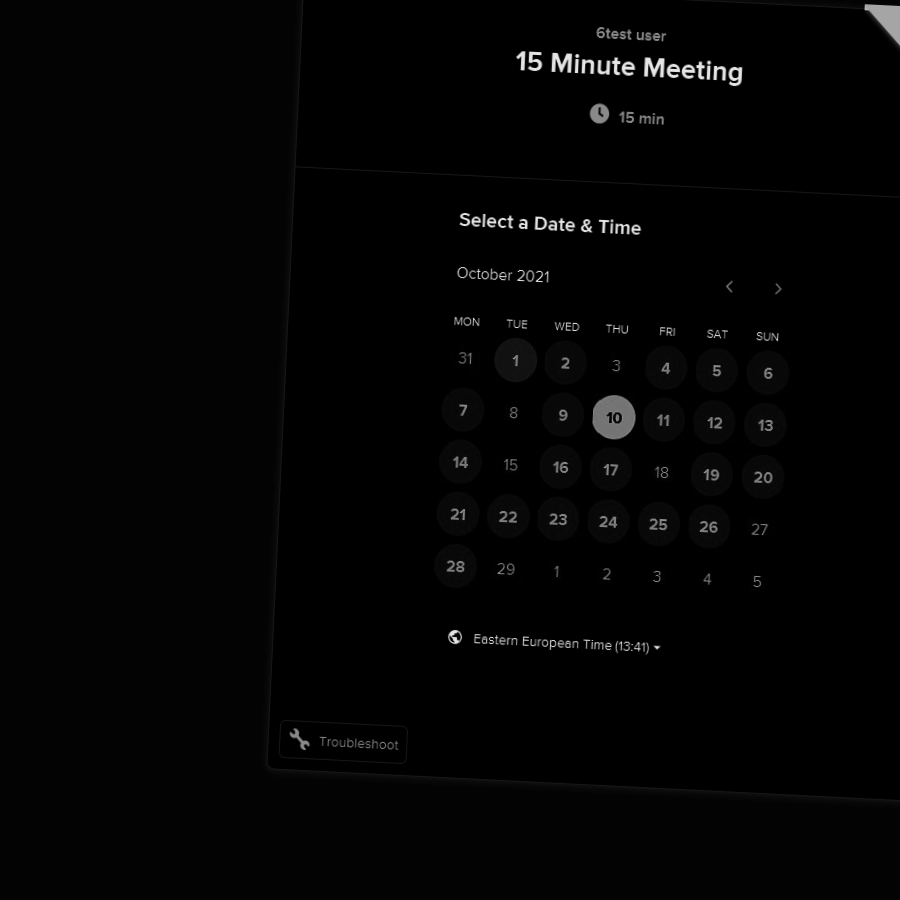 6test user
15 Minute Meeting
15 min
Select a Date & Time
October 2021
MON TUE WED THU FRI SAT SUN
31 1 2 3 4 5 6
7 8 9 10 11 12 13
14 15 16 17 18 19 20
21 22 23 24 25 26 27
28 29 1 2 3 4 5
Eastern European Time (13:41)
Troubleshoot